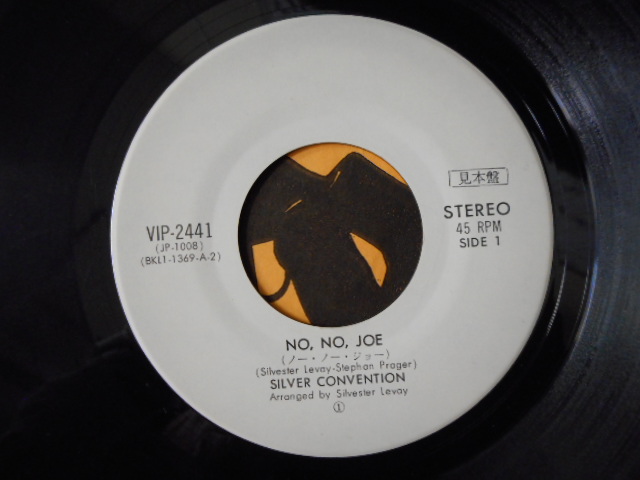 見本盤
VIP-2441
(JP-1008)
(BKL1-1369-A-2)
STEREO
45 RPM
SIDE 1
NO, NO, JOE
(ノー・ノー・ジョー)
(Silvester Levay-Stephan Prager)
SILVER CONVENTION
Arranged by Silvester Levay
①